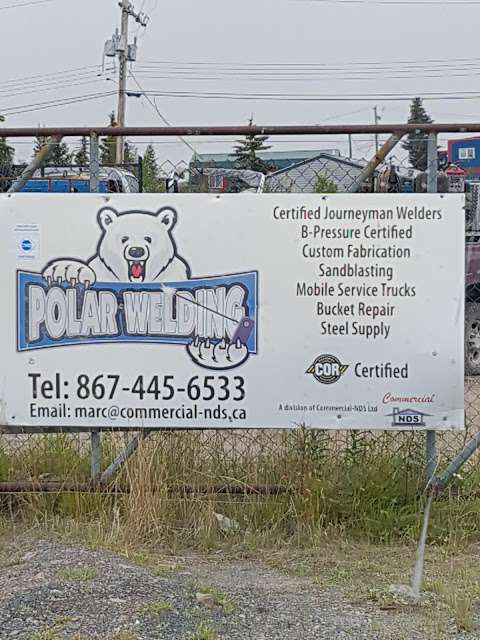 POLAR WELDING
Tel: 867-445-6533
Email: marc@commercial-nds.ca
Certified Journeyman Welders
B-Pressure Certified
Custom Fabrication
Sandblasting
Mobile Service Trucks
Bucket Repair
Steel Supply
COR Certified
A division of Commercial-NDS Ltd
Commercial
NDS